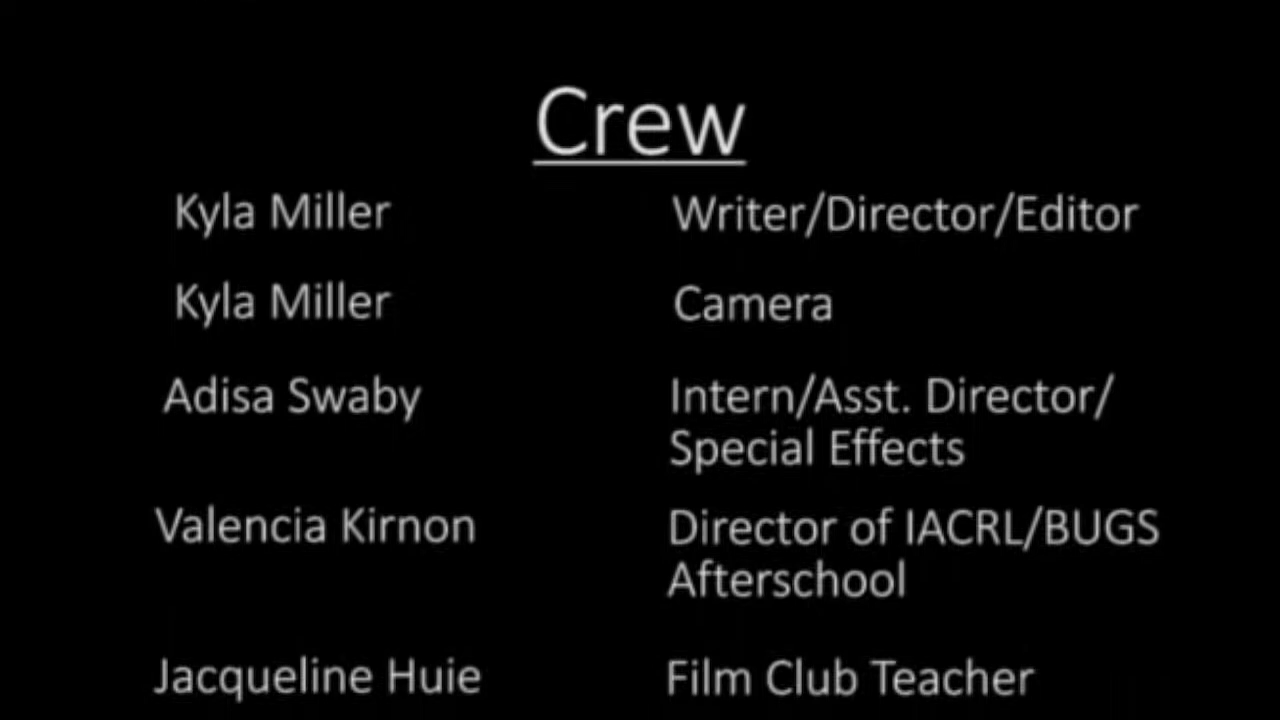 Crew
Kyla Miller Writer/Director/Editor
Kyla Miller Camera
Adisa Swaby Intern/Asst. Director/
Special Effects
Valencia Kirnon Director of IACRL/BUGS
Afterschool
Jacqueline Huie Film Club Teacher